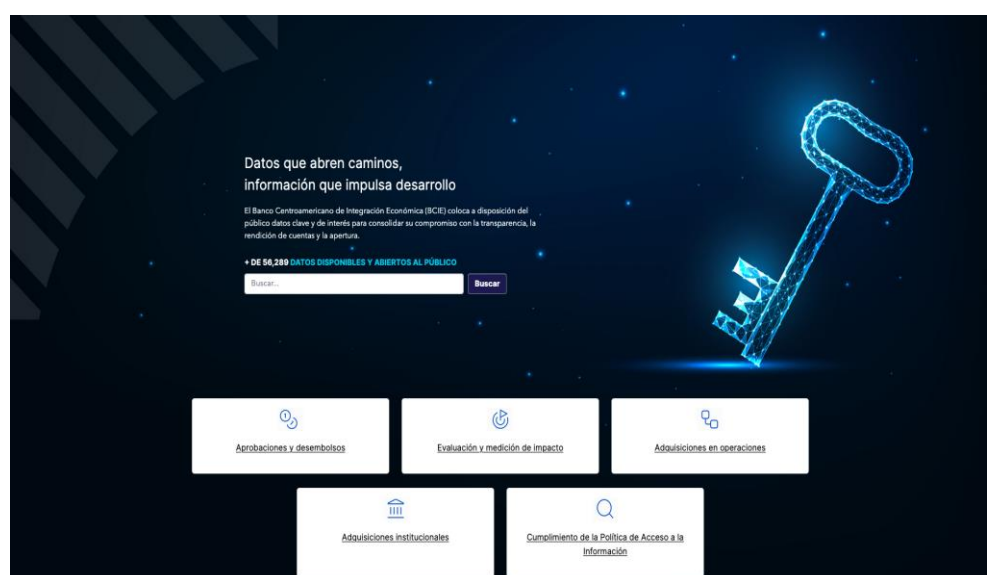 Datos que abren caminos,
información que impulsa desarrollo
El Banco Centroamericano de Integración Económica (BCIE) coloca a disposición del
público datos clave y de interés para consolidar su compromiso con la transparencia, la
rendición de cuentas y la apertura.
+ DE 56,289 DATOS DISPONIBLES Y ABIERTOS AL PÚBLICO
Buscar... Buscar
Aprobaciones y desembolsos
Evaluación y medición de impacto
Adquisiciones en operaciones
Adquisiciones institucionales
Cumplimiento de la Política de Acceso a la
Información